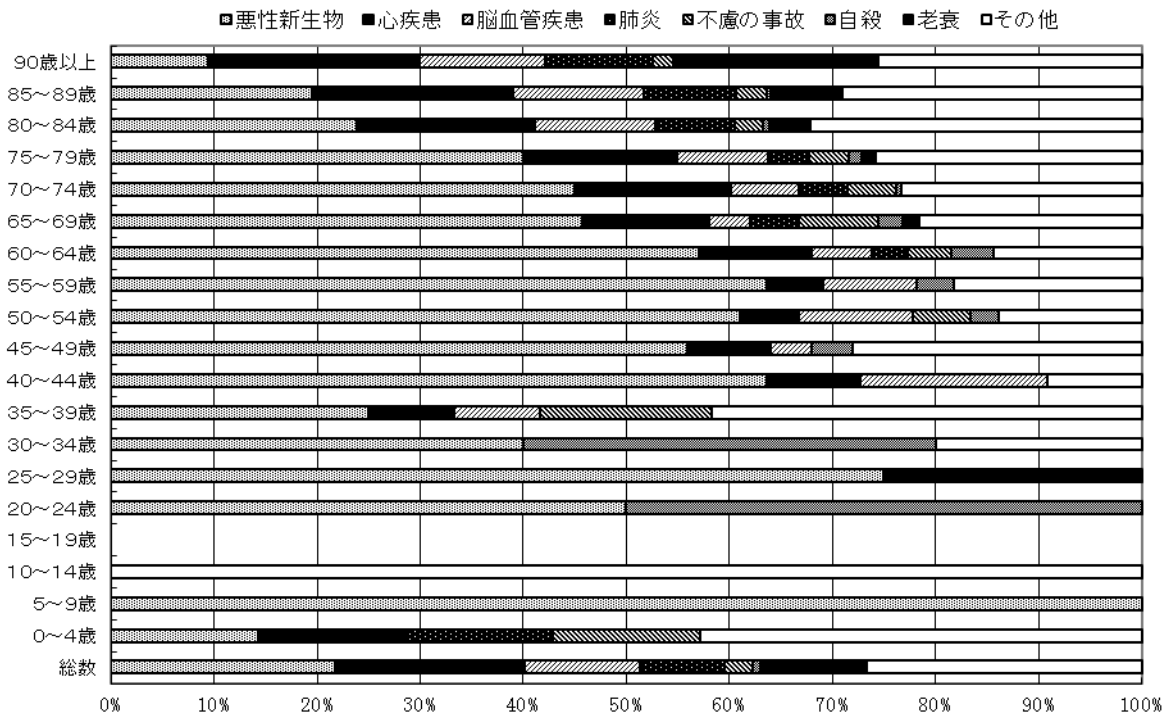 悪性新生物 心疾患 脳血管疾患 肺炎 不慮の事故 自殺 老衰 その他
90歳以上
85～89歳
80～84歳
75～79歳
70～74歳
65～69歳
60～64歳
55～59歳
50～54歳
45～49歳
40～44歳
35～39歳
30～34歳
25～29歳
20～24歳
15～19歳
10～14歳
5～9歳
0～4歳
総数
0% 10% 20% 30% 40% 50% 60% 70% 80% 90% 100%